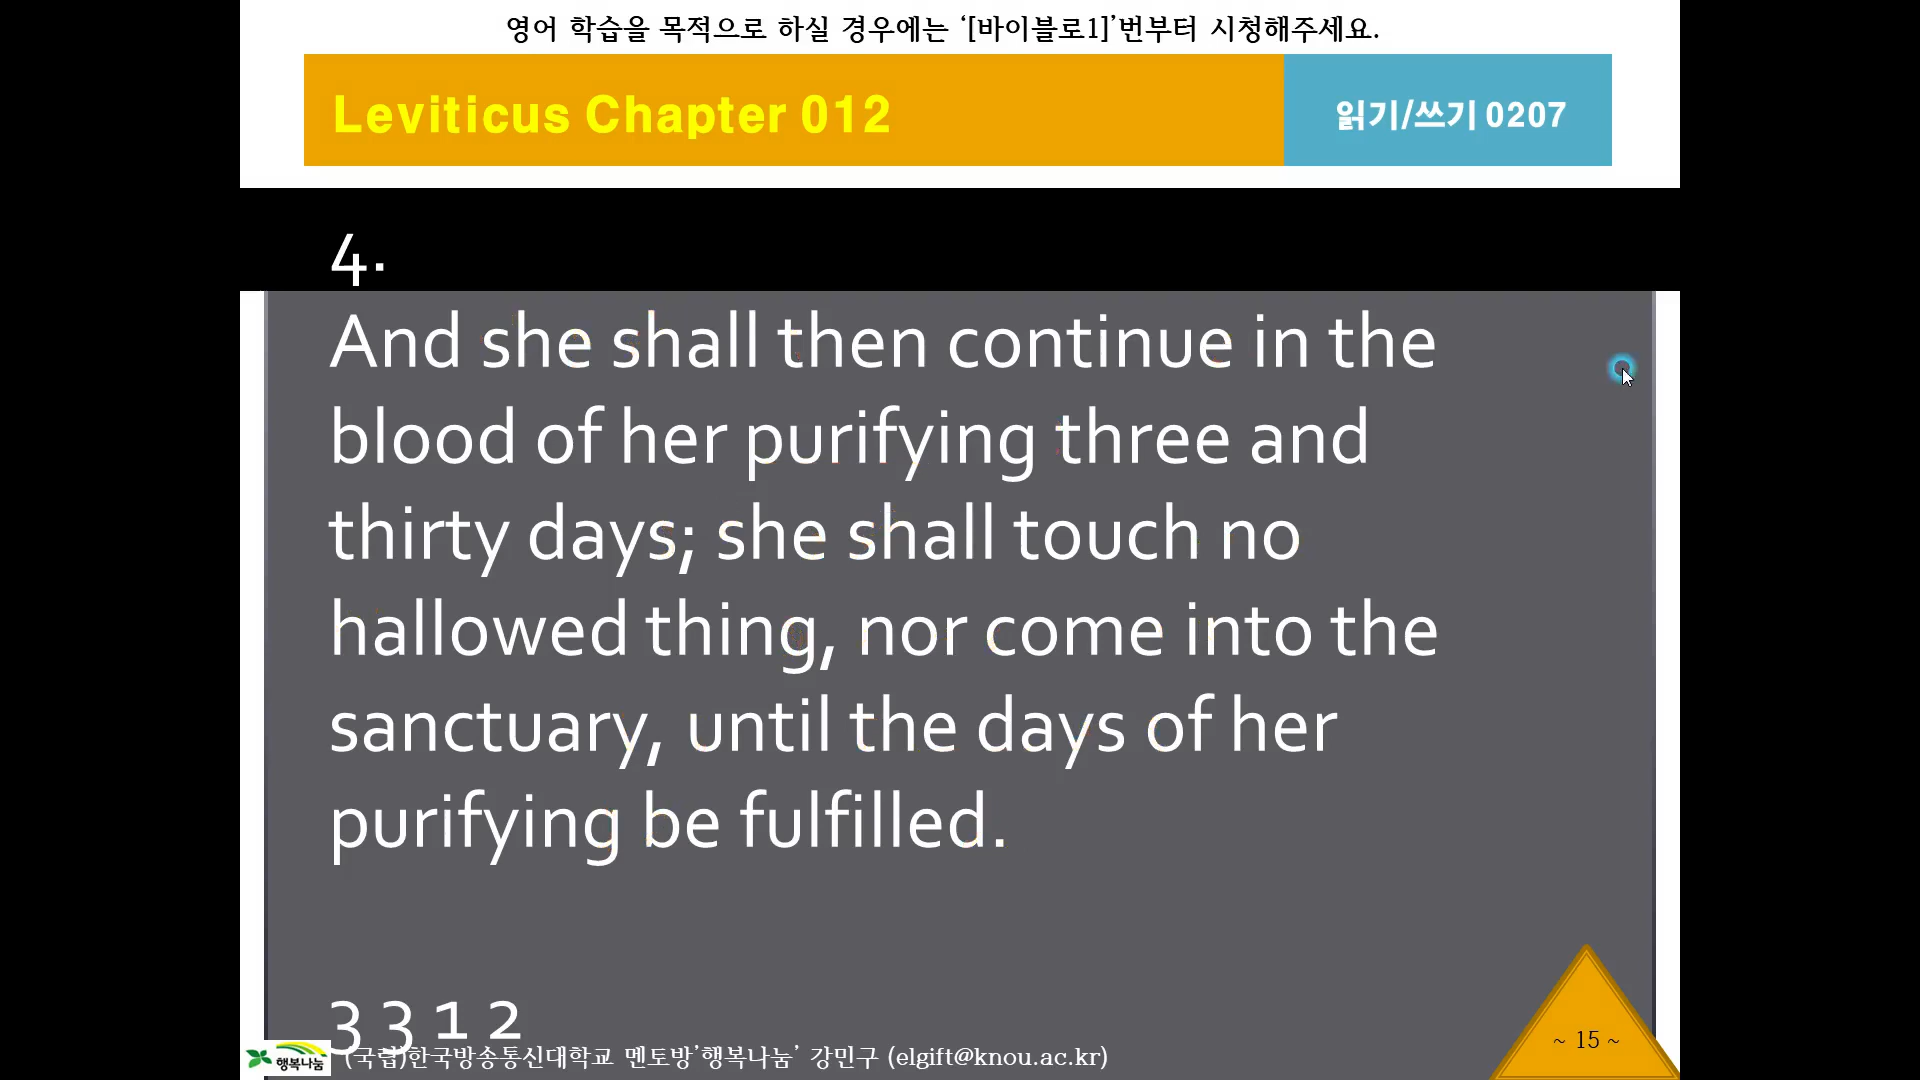 영어 학습을 목적으로 하실 경우에는 ‘[바이블로1]’번부터 시청해주세요.
Leviticus Chapter 012
읽기/쓰기 0207
4.
And she shall then continue in the
blood of her purifying three and
thirty days; she shall touch no
hallowed thing, nor come into the
sanctuary, until the days of her
purifying be fulfilled.
3 3 1 2
행복나눔
(국립)한국방송통신대학교 멘토방’행복나눔’ 강민구 (elgift@knou.ac.kr)
~ 15 ~